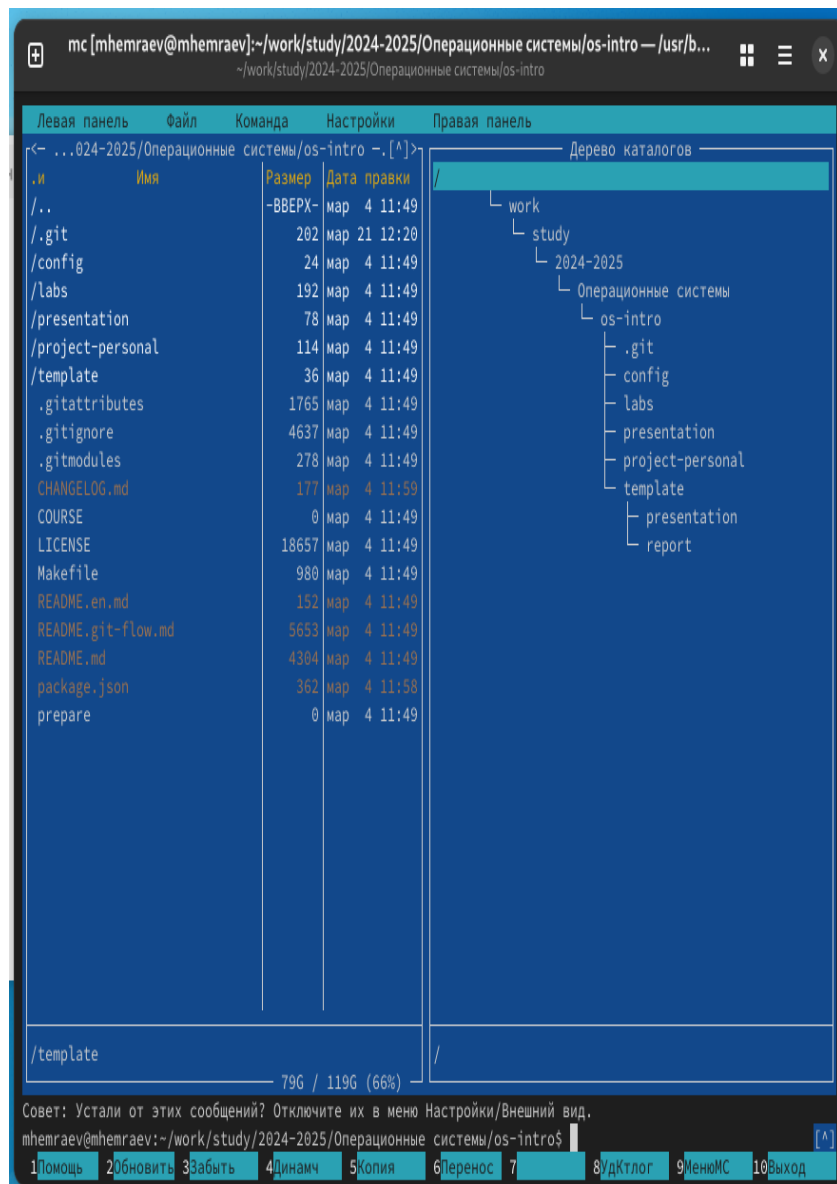 mc [mhemraev@mhemraev]:~/work/study/2024-2025/Операционные системы/os-intro — /usr/b...
~/work/study/2024-2025/Операционные системы/os-intro
Левая панель Файл Команда Настройки Правая панель
<— ...024-2025/Операционные системы/os-intro —.[^]>
Дерево каталогов
.и Имя Размер Дата правки
/.. -ВВЕРХ- мар 4 11:49
/.git 202 мар 21 12:20
/config 24 мар 4 11:49
/labs 192 мар 4 11:49
/presentation 78 мар 4 11:49
/project-personal 114 мар 4 11:49
/template 36 мар 4 11:49
.gitattributes 1765 мар 4 11:49
.gitignore 4637 мар 4 11:49
.gitmodules 278 мар 4 11:49
CHANGELOG.md 177 мар 4 11:59
COURSE 0 мар 4 11:49
LICENSE 18657 мар 4 11:49
Makefile 980 мар 4 11:49
README.en.md 152 мар 4 11:49
README.git-flow.md 5653 мар 4 11:49
README.md 4304 мар 4 11:49
package.json 362 мар 4 11:58
prepare 0 мар 4 11:49
/template
79G / 119G (66%)
/
work
study
2024-2025
Операционные системы
os-intro
.git
config
labs
presentation
project-personal
template
presentation
report
/
Совет: Устали от этих сообщений? Отключите их в меню Настройки/Внешний вид.
mhemraev@mhemraev:~/work/study/2024-2025/Операционные системы/os-intro$ [^]
1Помощь 2Обновить 3Забыть 4Динамч 5Копия 6Перенос 7 8УдКтлог 9МенюМС 10Выход